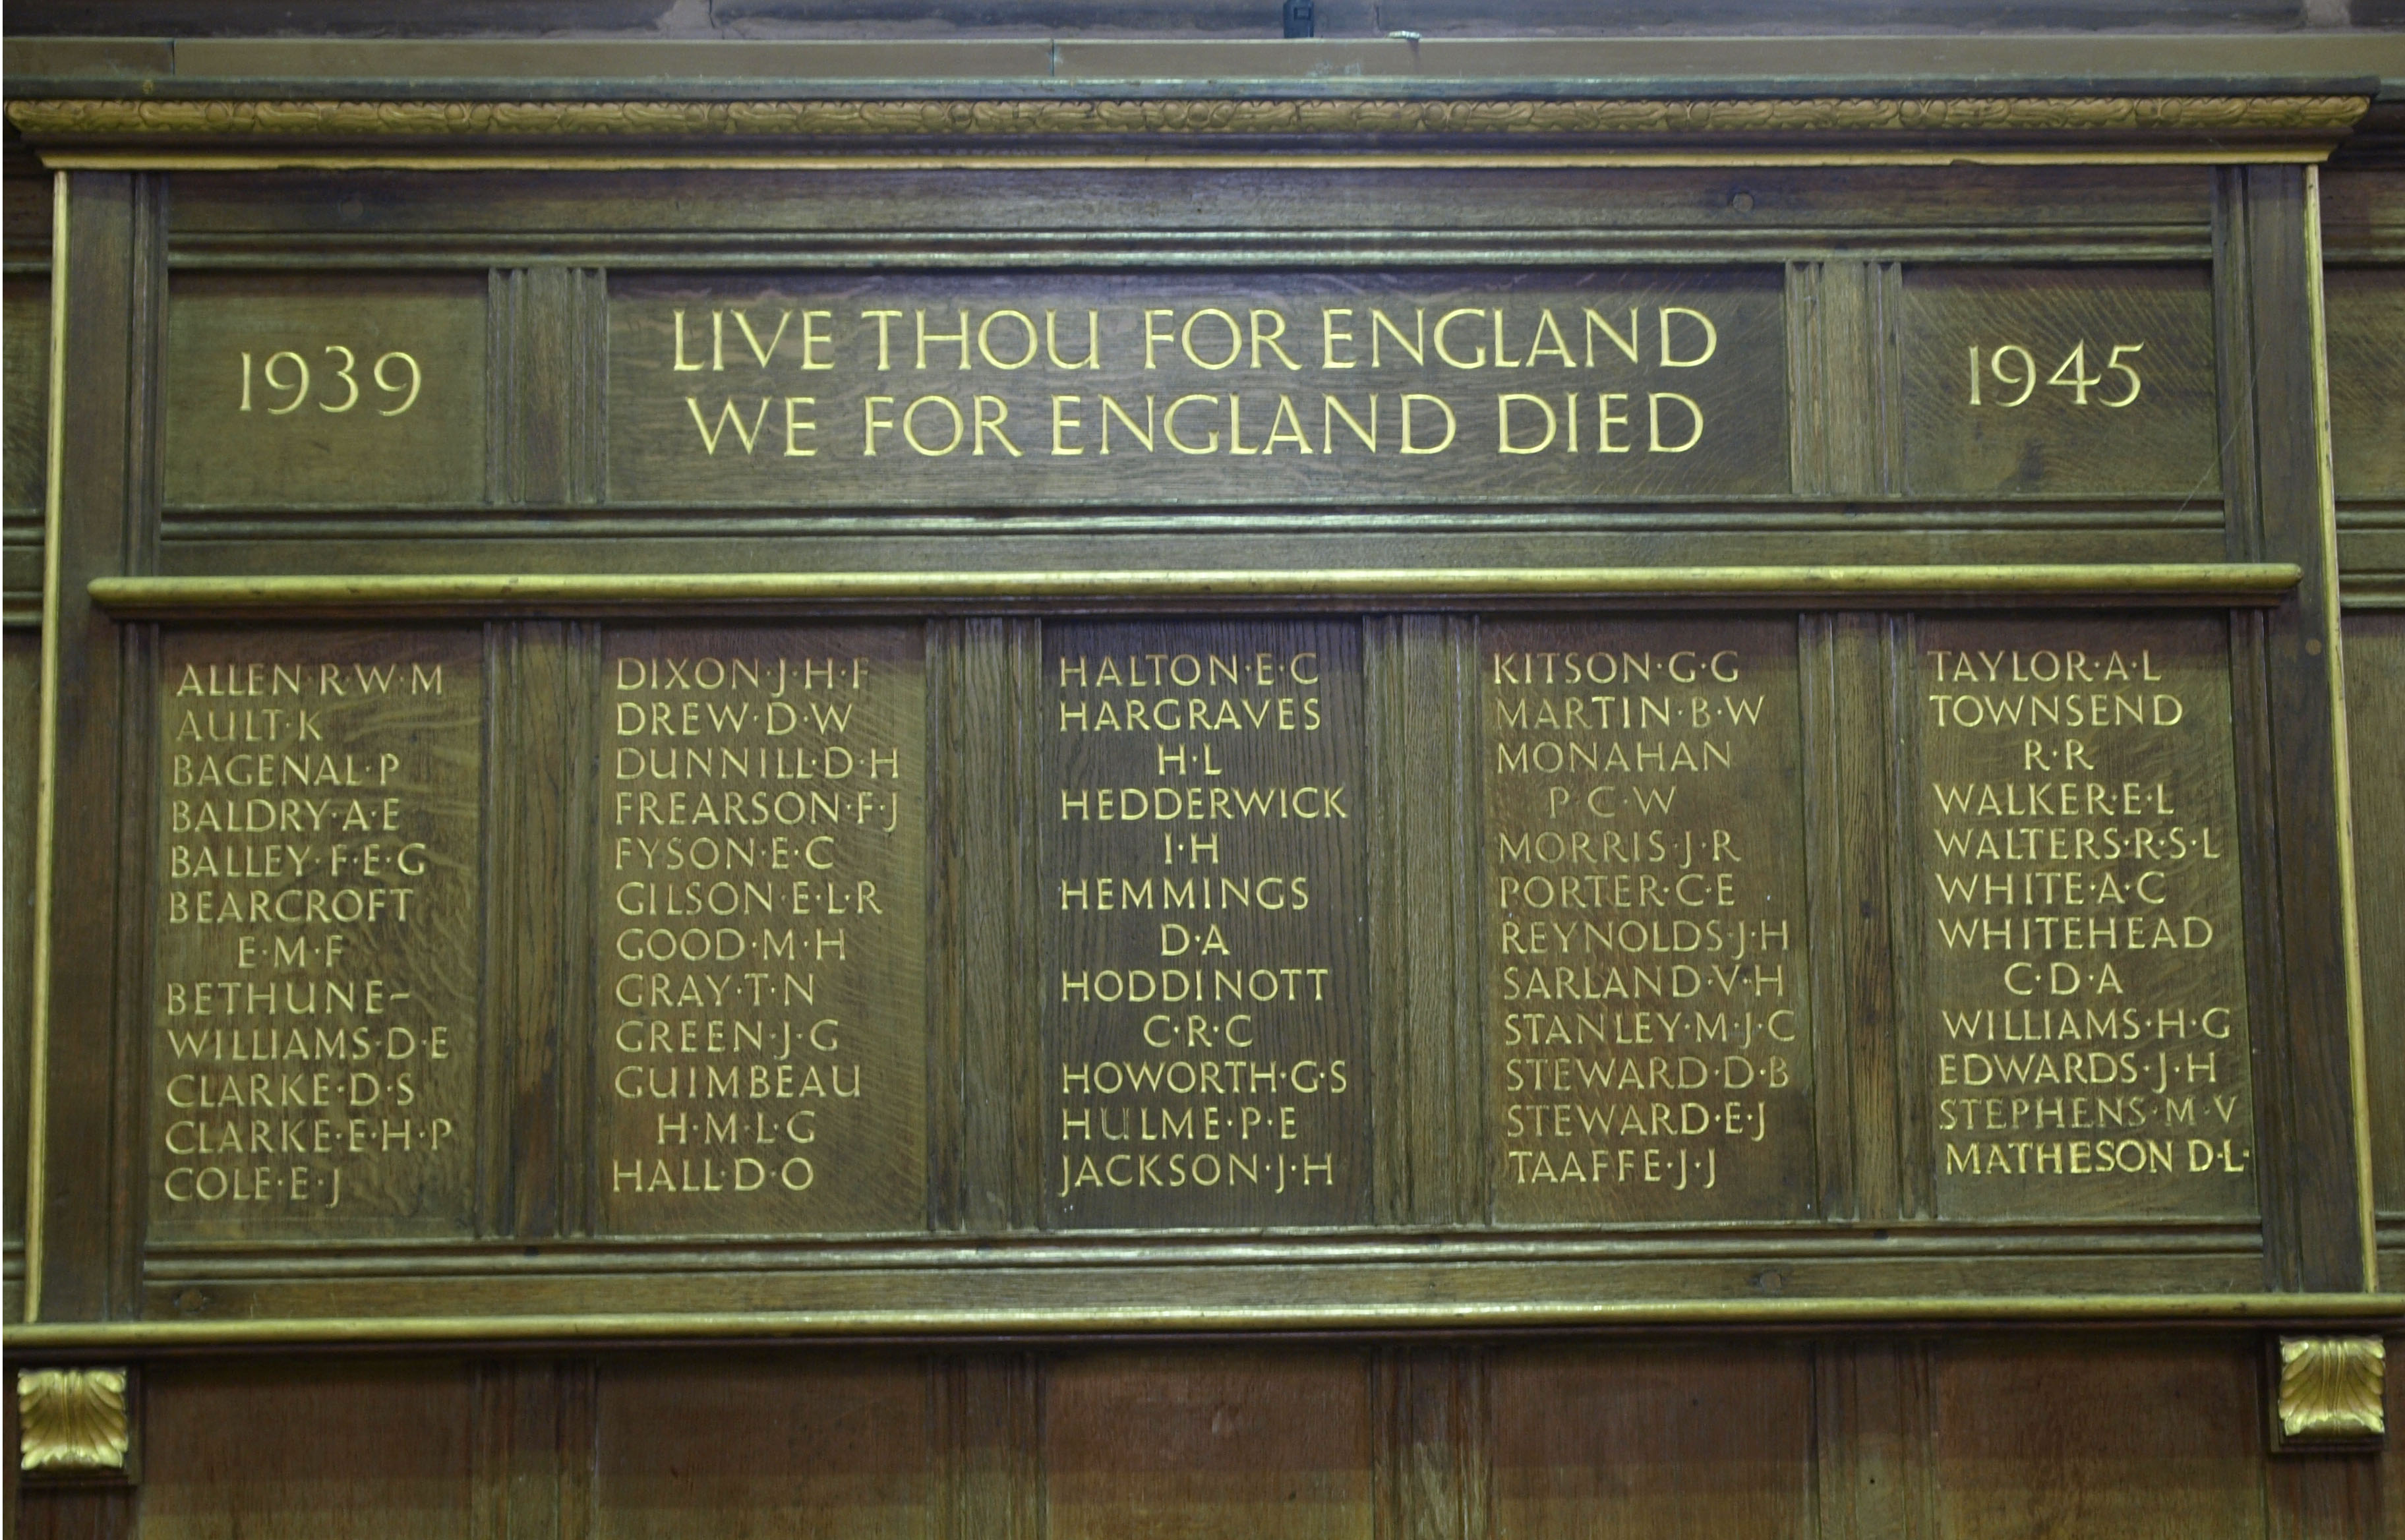 1939
LIVE THOU FOR ENGLAND
WE FOR ENGLAND DIED
1945
ALLEN·R·W·M
AULT·K
BAGENAL·P
BALDRY·A·E
BALLEY·F·E·G
BEARCROFT
E·M·F
BETHUNE-
WILLIAMS·D·E
CLARKE·D·S
CLARKE·E·H·P
COLE·E·J
DIXON·J·H·F
DREW·D·W
DUNNILL·D·H
FREARSON·F·J
FYSON·E·C
GILSON·E·L·R
GOOD·M·H
GRAY·T·N
GREEN·J·G
GUIMBEAU
H·M·L·G
HALL·D·O
HALTON·E·C
HARGRAVES
H·L
HEDDERWICK
I·H
HEMMINGS
D·A
HODDINOTT
C·R·C
HOWORTH·G·S
HULME·P·E
JACKSON·J·H
KITSON·G·G
MARTIN·B·W
MONAHAN
P·C·W
MORRIS·J·R
PORTER·C·E
REYNOLDS·J·H
SARLAND·V·H
STANLEY·M·J·C
STEWARD·D·B
STEWARD·E·J
TAAFFE·J·J
TAYLOR·A·L
TOWNSEND
R·R
WALKER·E·L
WALTERS·R·S·L
WHITE·A·C
WHITEHEAD
C·D·A
WILLIAMS·H·G
EDWARDS·J·H
STEPHENS·M·V
MATHESON D·L·